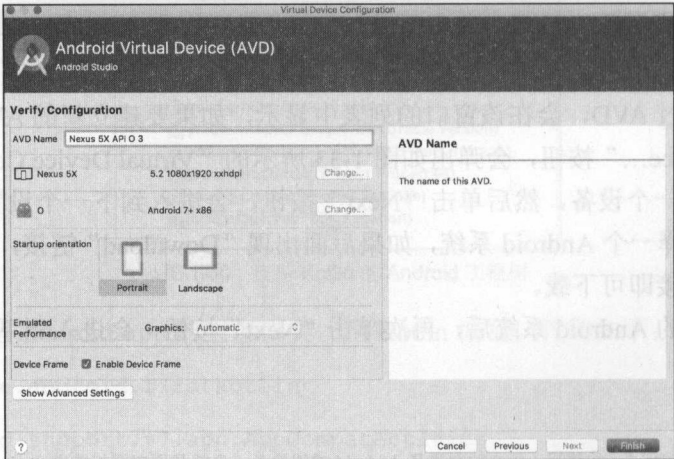 Virtual Device Configuration
Android Virtual Device (AVD)
Android Studio
Verify Configuration
AVD Name Nexus 5X API O 3
Nexus 5X 5.2 1080x1920 xxhdpi Change...
O Android 7+ x86 Change...
Startup orientation
Portrait Landscape
Emulated
Performance Graphics: Automatic
Device Frame Enable Device Frame
Show Advanced Settings
AVD Name
The name of this AVD.
? Cancel Previous Next Finish